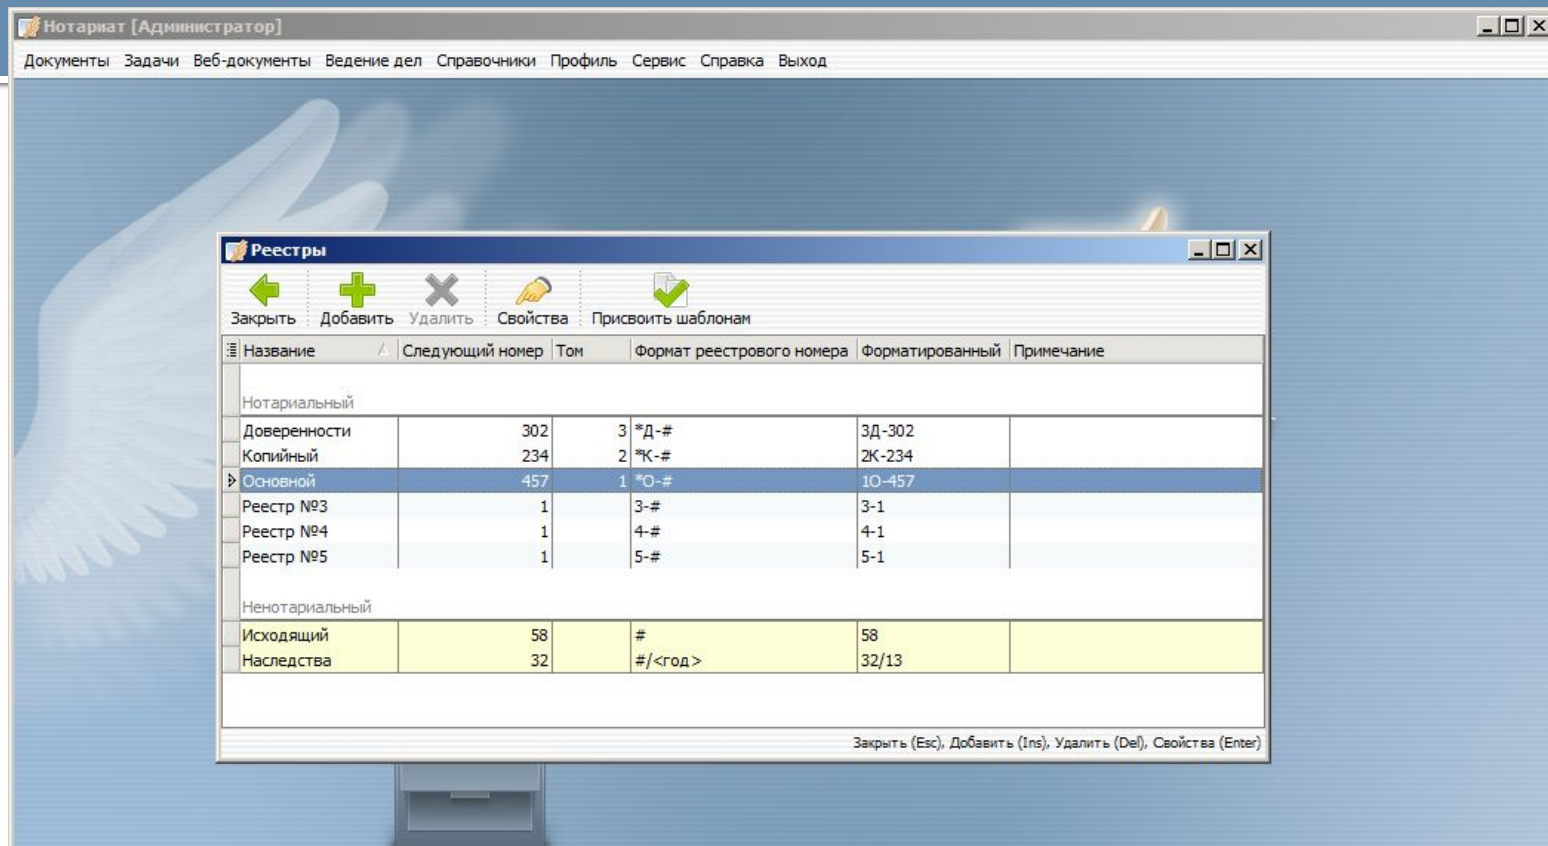 Нотариат [Администратор]
Документы Задачи Веб-документы Ведение дел Справочники Профиль Сервис Справка Выход
Реестры
Закрыть Добавить Удалить Свойства Присвоить шаблонам
Название Следующий номер Том Формат реестрового номера Форматированный Примечание
Нотариальный
Доверенности 302 3 *Д-# 3Д-302
Копийный 234 2 *К-# 2К-234
Основной 457 1 *О-# 1О-457
Реестр №3 1 3-# 3-1
Реестр №4 1 4-# 4-1
Реестр №5 1 5-# 5-1
Ненотариальный
Исходящий 58 # 58
Наследства 32 #/<год> 32/13
Закрыть (Esc), Добавить (Ins), Удалить (Del), Свойства (Enter)